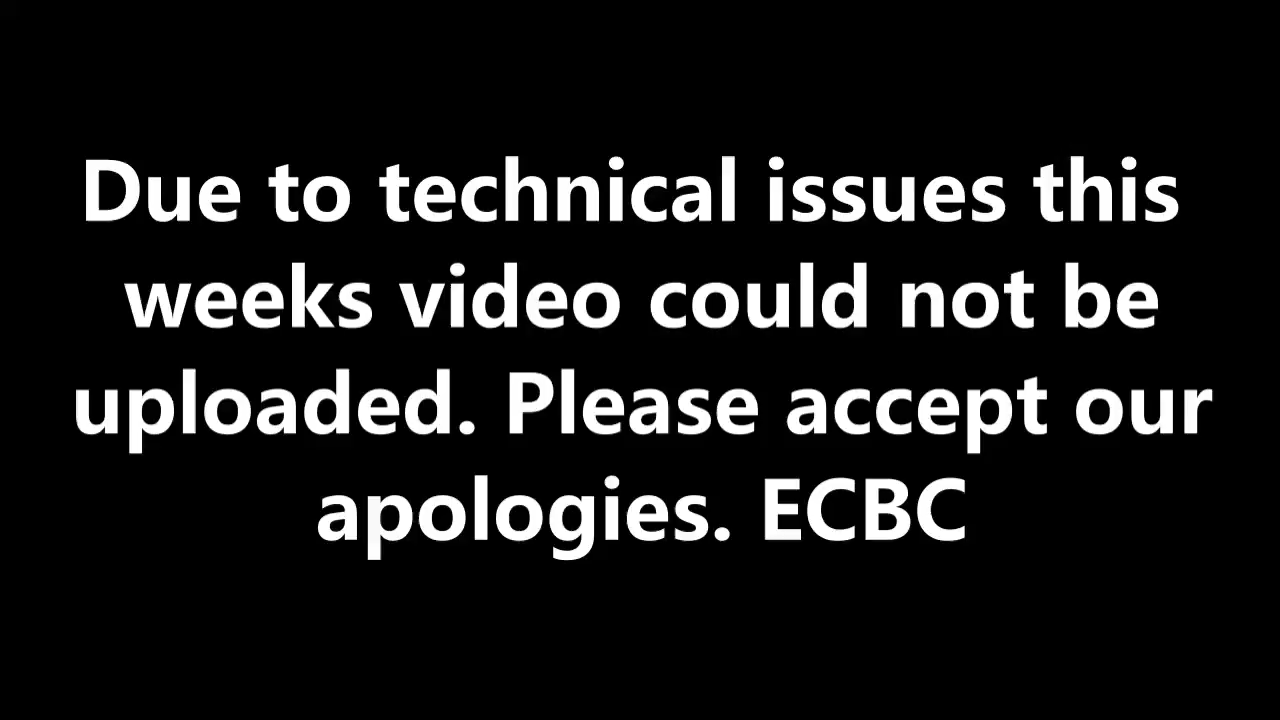 Due to technical issues this
weeks video could not be
uploaded. Please accept our
apologies. ECBC